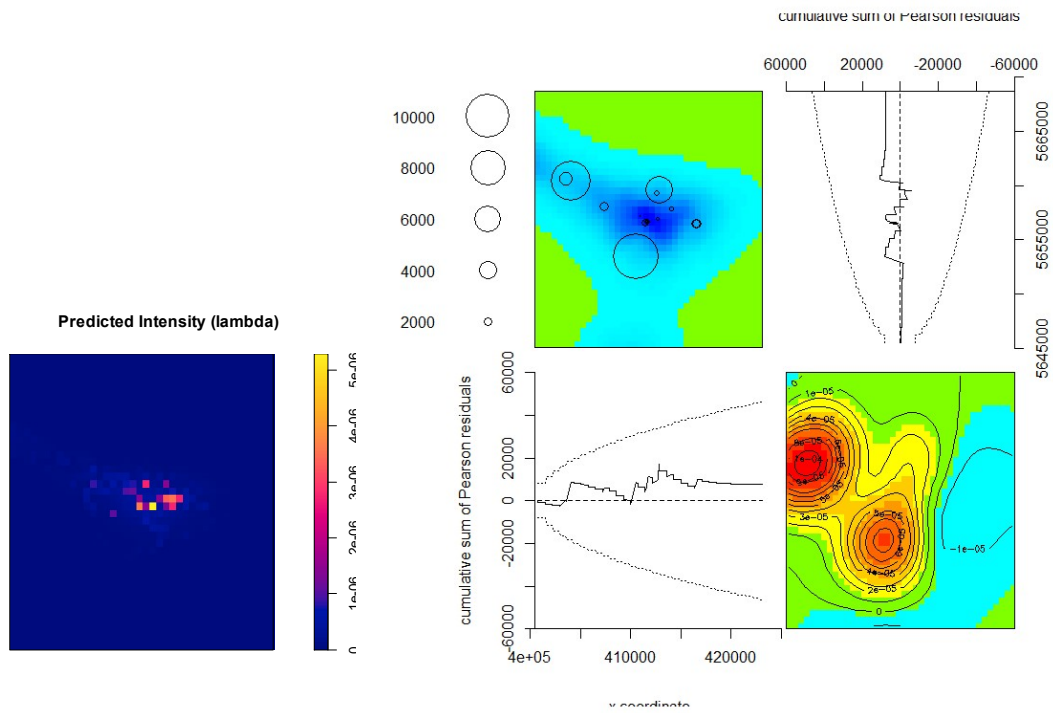 cumulative sum of Pearson residuals
60000 20000 -20000 -60000
10000
8000
6000
4000
2000
5665000
5655000
5645000
Predicted Intensity (lambda)
5e-06
4e-06
3e-06
2e-06
1e-06
cumulative sum of Pearson residuals
60000
20000
0
-20000
-60000
4e+05 410000 420000
x coordinate
1e-05
4e-05
3e-05
5e-05
4e-05
2e-05
0
-1e-05